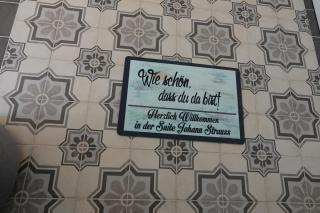 Wie schön,
dass du da bist!
Herzlich Willkommen
in der Suite Johann Strauss